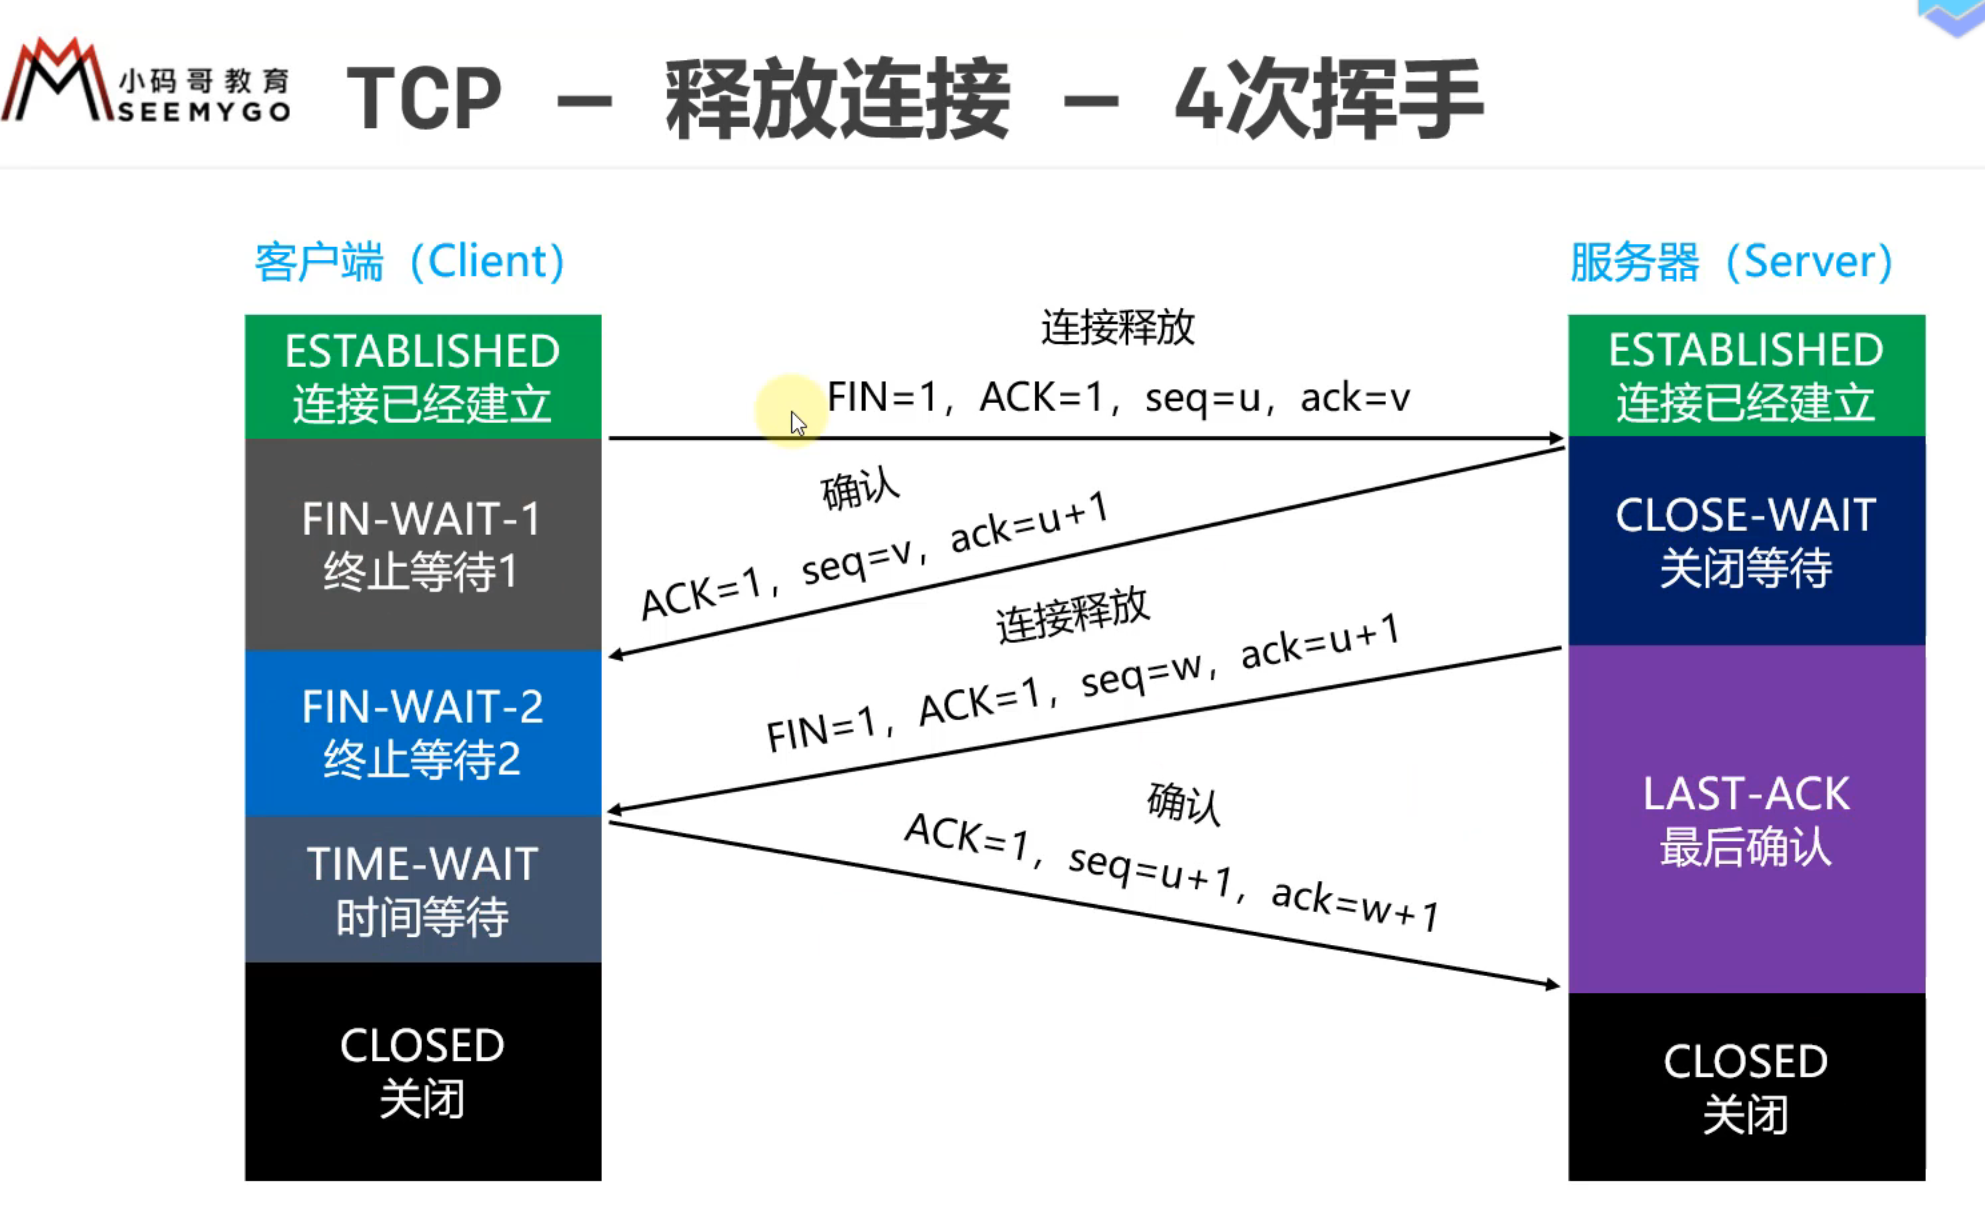 小码哥教育
SEEMYGO
TCP – 释放连接 – 4次挥手
客户端（Client）
服务器（Server）
ESTABLISHED
连接已经建立
连接释放
FIN=1，ACK=1，seq=u，ack=v
ESTABLISHED
连接已经建立
FIN-WAIT-1
终止等待1
确认
ACK=1，seq=v，ack=u+1
CLOSE-WAIT
关闭等待
FIN-WAIT-2
终止等待2
连接释放
FIN=1，ACK=1，seq=w，ack=u+1
LAST-ACK
最后确认
TIME-WAIT
时间等待
确认
ACK=1，seq=u+1，ack=w+1
CLOSED
关闭
CLOSED
关闭